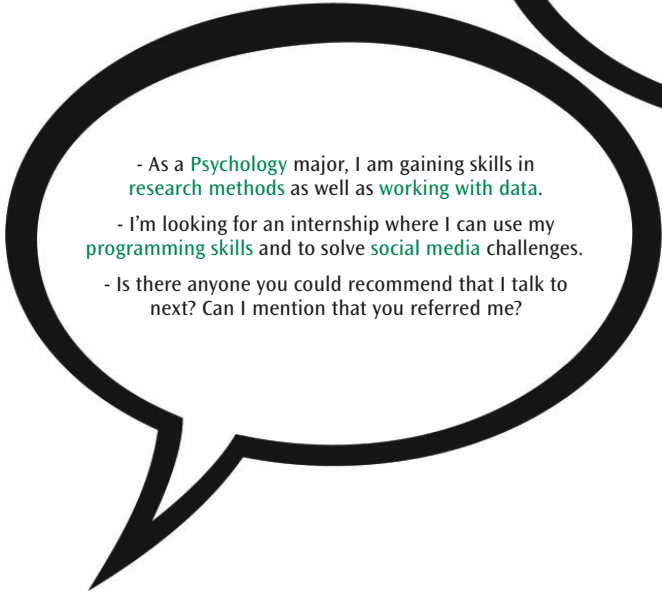 - As a Psychology major, I am gaining skills in
research methods as well as working with data.
- I'm looking for an internship where I can use my
programming skills and to solve social media challenges.
- Is there anyone you could recommend that I talk to
next? Can I mention that you referred me?